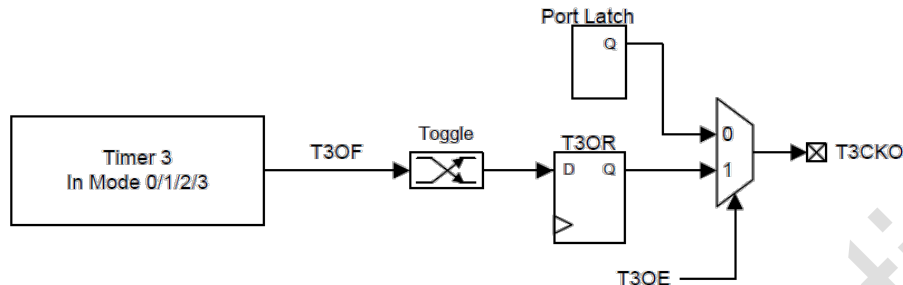 Port Latch
Q
Timer 3
In Mode 0/1/2/3
T3OF
Toggle
T3OR
D
Q
0
1
T3CKO
T3OE